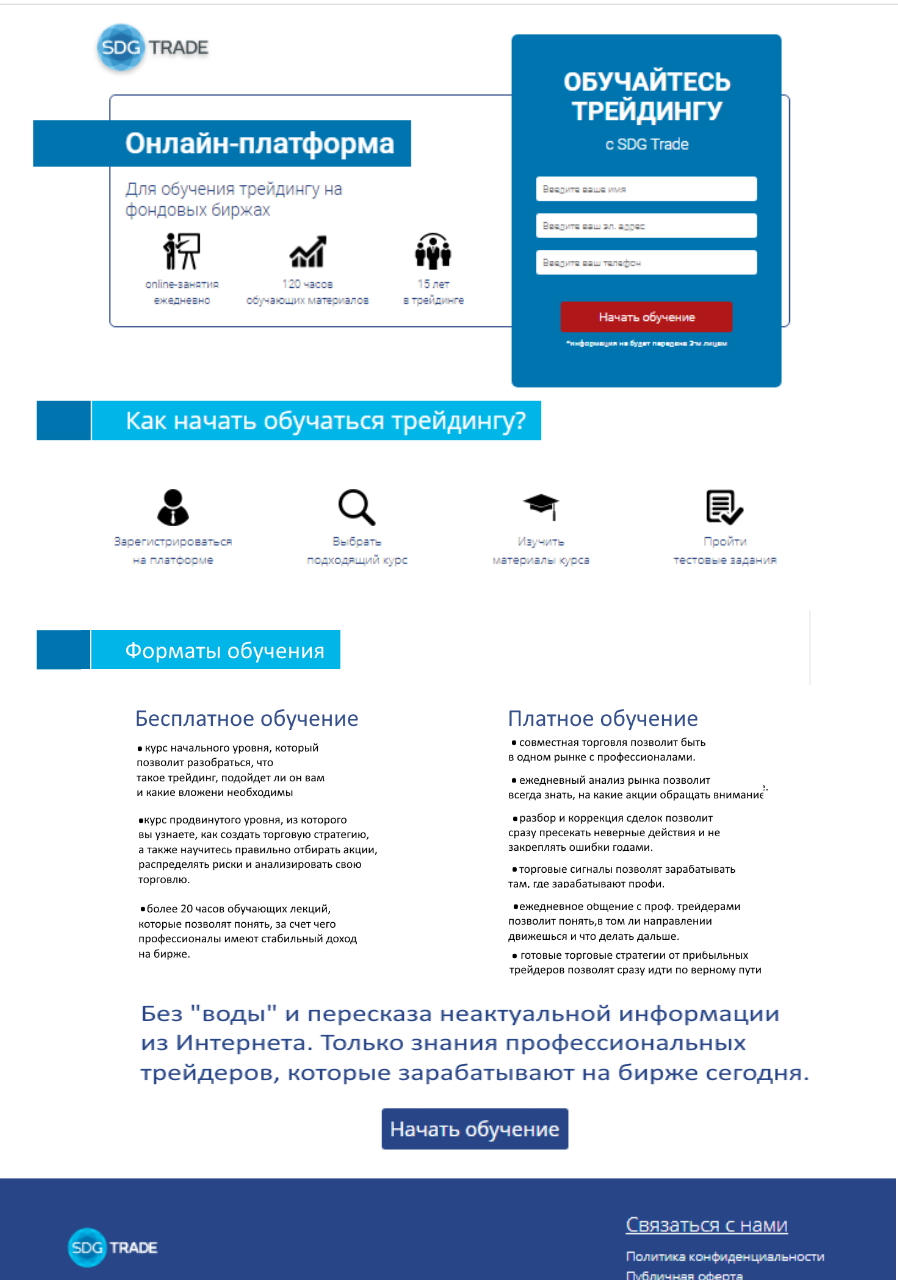 SDG TRADE
Онлайн-платформа
Для обучения трейдингу на
фондовых биржах
online-занятия
ежедневно
120 часов
обучающих материалов
15 лет
в трейдинге
ОБУЧАЙТЕСЬ
ТРЕЙДИНГУ
с SDG Trade
Введите ваше имя
Введите ваш эл. адрес
Введите ваш телефон
Начать обучение
*информация не будет передана 3-м лицам
Как начать обучаться трейдингу?
Зарегистрироваться
на платформе
Выбрать
подходящий курс
Изучить
материалы курса
Пройти
тестовые задания
Форматы обучения
Бесплатное обучение
• курс начального уровня, который
позволит разобраться, что
такое трейдинг, подойдет ли он вам
и какие вложени необходимы
•курс продвинутого уровня, из которого
вы узнаете, как создать торговую стратегию,
а также научитесь правильно отбирать акции,
распределять риски и анализировать свою
торговлю.
•более 20 часов обучающих лекций,
которые позволят понять, за счет чего
профессионалы имеют стабильный доход
на бирже.
Платное обучение
• совместная торговля позволит быть
в одном рынке с профессионалами.
• ежедневный анализ рынка позволит
всегда знать, на какие акции обращать внимание.
•разбор и коррекция сделок позволит
сразу пресекать неверные действия и не
закреплять ошибки годами.
•торговые сигналы позволят зарабатывать
там, где зарабатывают профи.
•ежедневное общение с проф. трейдерами
позволит понять,в том ли направлении
движешься и что делать дальше.
• готовые торговые стратегии от прибыльных
трейдеров позволят сразу идти по верному пути
Без "воды" и пересказа неактуальной информации
из Интернета. Только знания профессиональных
трейдеров, которые зарабатывают на бирже сегодня.
Начать обучение
SDG TRADE
Связаться с нами
Политика конфиденциальности
Публичная оферта